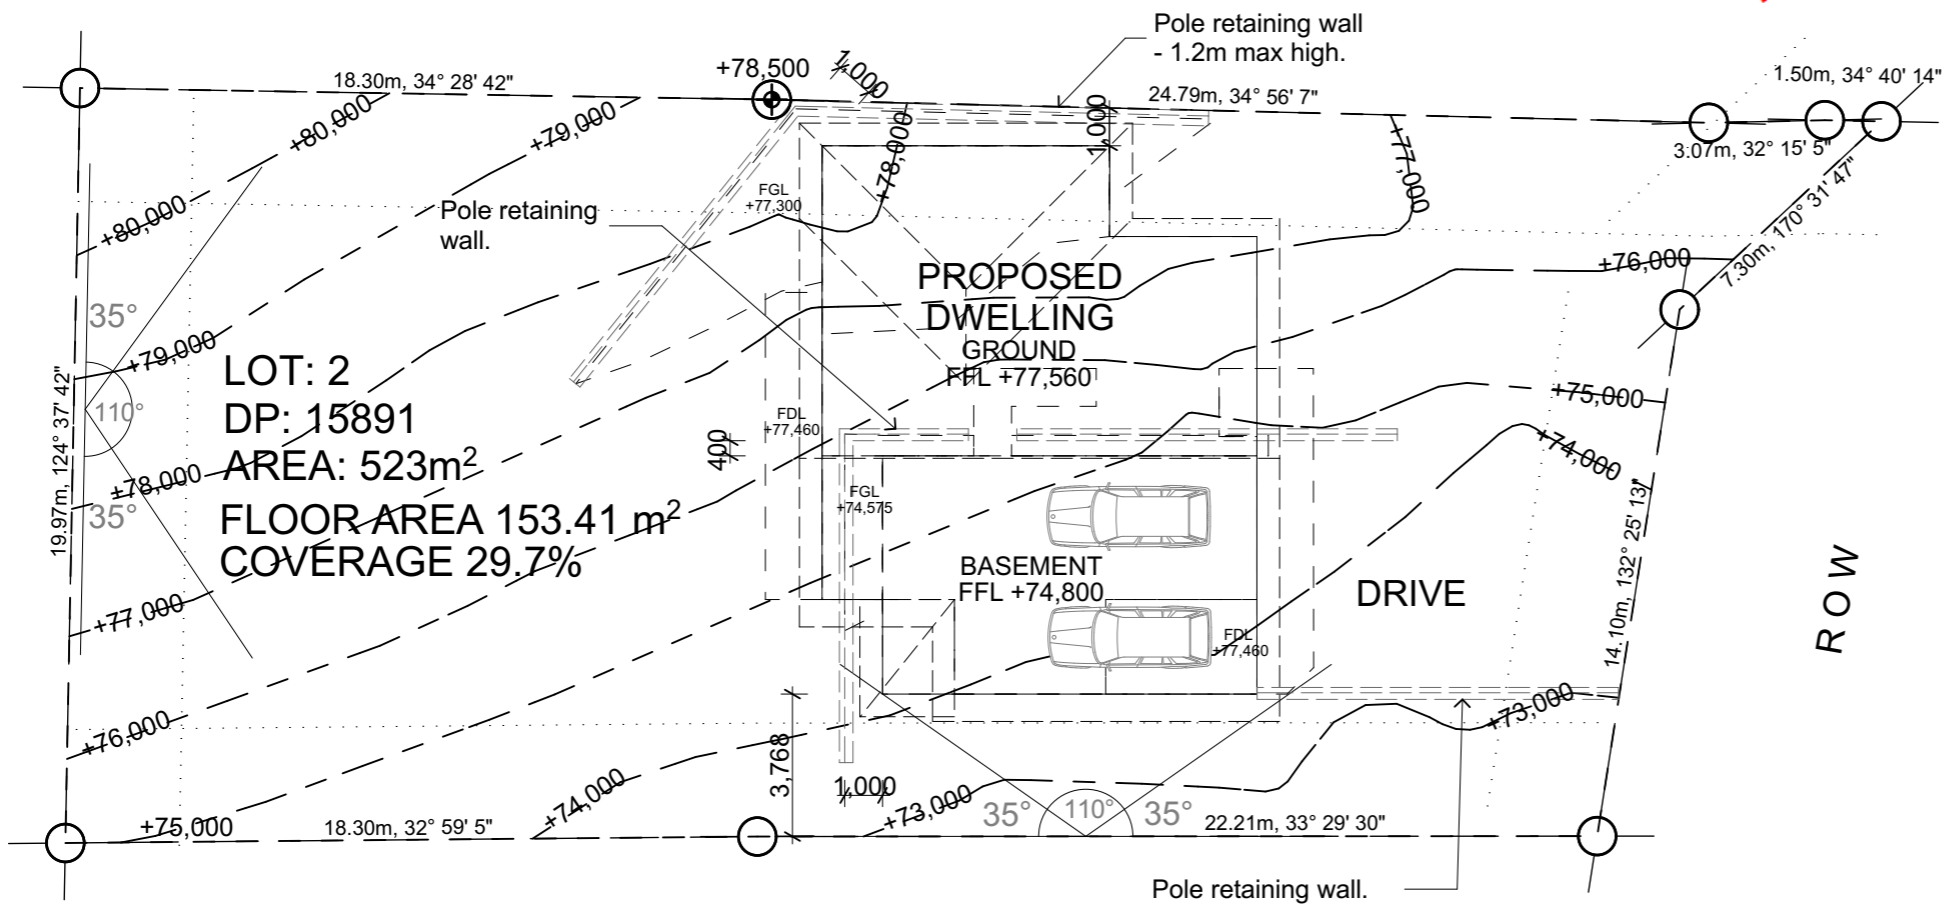 Pole retaining wall
- 1.2m max high.
+78,500
1,000
18.30m, 34° 28' 42"
24.79m, 34° 56' 7"
1.50m, 34° 40' 14"
3.07m, 32° 15' 5"
7.30m, 170° 31' 47"
+80,000
+79,000
+78,000
1,000
+77,000
FGL
+77,300
+80,000
Pole retaining
wall.
+76,000
PROPOSED
DWELLING
GROUND
FFL +77,560
35°
110°
35°
+79,000
19.97m, 124° 37' 42"
LOT: 2
DP: 15891
AREA: 523m²
FLOOR AREA 153.41 m²
COVERAGE 29.7%
+78,000
FDL
+77,460
400
+75,000
+74,000
FGL
+74,575
BASEMENT
FFL +74,800
DRIVE
14.10m, 132° 25' 13"
ROW
+77,000
FDL
+77,460
+76,000
+73,000
3,768
1,000
+75,000
18.30m, 32° 59' 5"
+74,000
+73,000
35°
110°
35°
22.21m, 33° 29' 30"
Pole retaining wall.